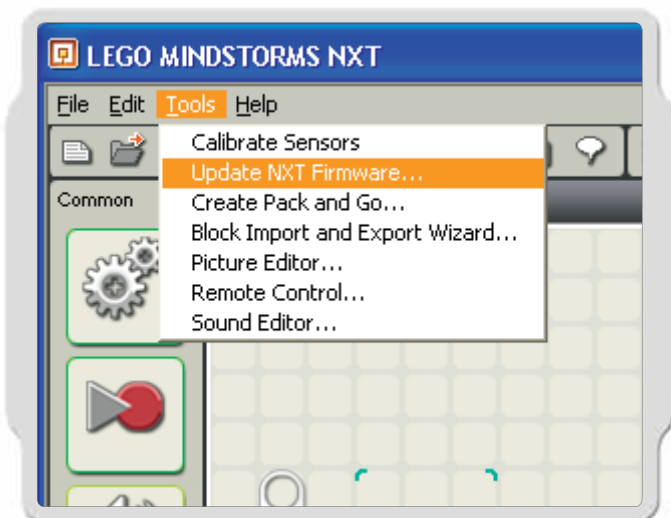 LEGO MINDSTORMS NXT
File Edit Tools Help
Calibrate Sensors
Update NXT Firmware...
Common
Create Pack and Go...
Block Import and Export Wizard...
Picture Editor...
Remote Control...
Sound Editor...